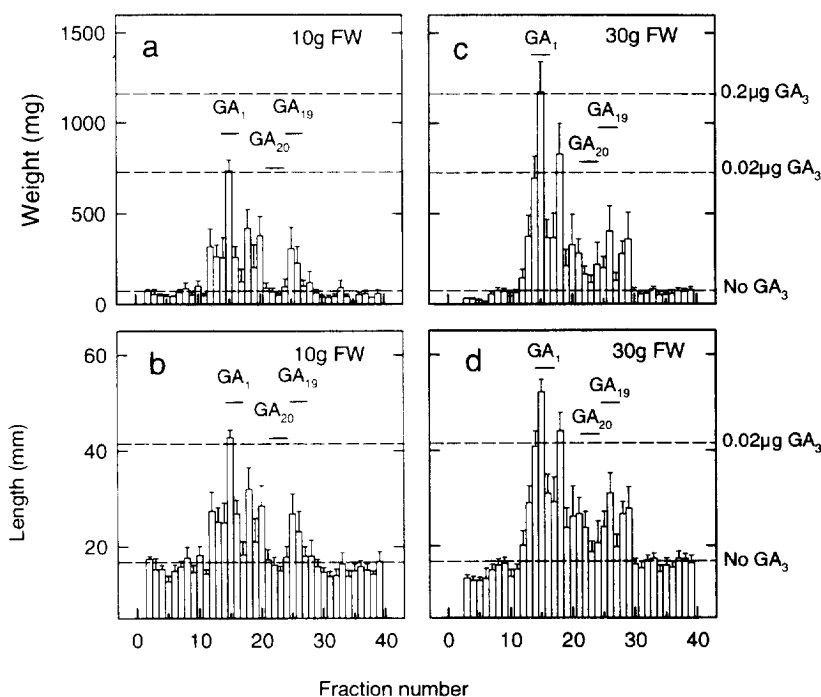 a
10g FW
GA1
GA19
GA20
Weight (mg)
1500
1000
500
0
c
30g FW
GA1
GA19
GA20
0.2µg GA3
0.02µg GA3
No GA3
b
10g FW
GA1
GA19
GA20
Length (mm)
60
40
20
0 10 20 30 40
d
30g FW
GA1
GA19
GA20
0.02µg GA3
No GA3
0 10 20 30 40
Fraction number